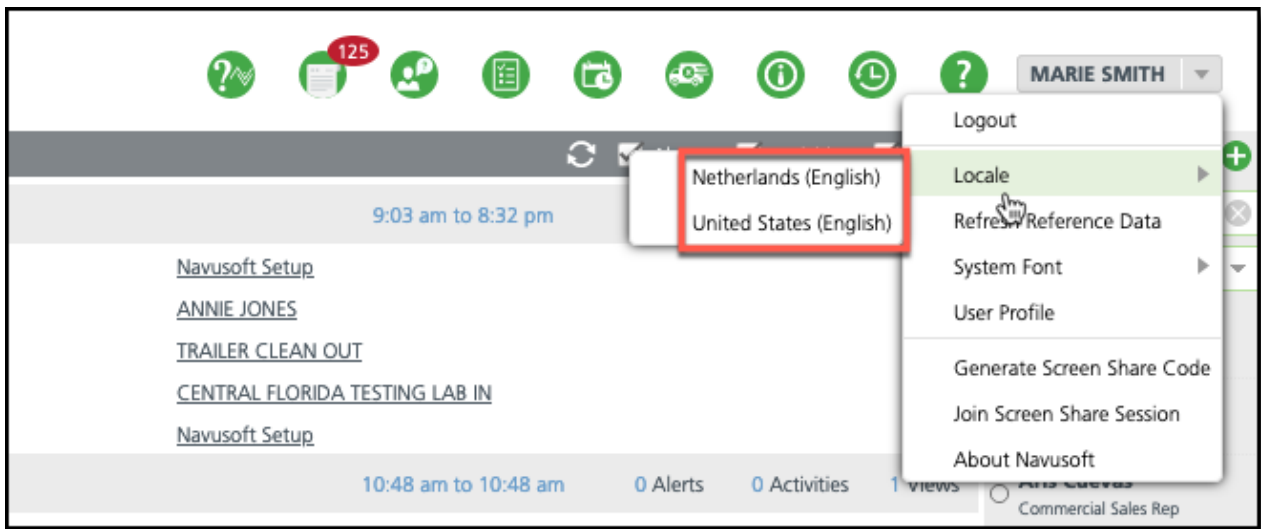 125
MARIE SMITH
Logout
Locale
Netherlands (English)
United States (English)
Refresh Reference Data
System Font
User Profile
Generate Screen Share Code
Join Screen Share Session
About Navusoft
9:03 am to 8:32 pm
Navusoft Setup
ANNIE JONES
TRAILER CLEAN OUT
CENTRAL FLORIDA TESTING LAB IN
Navusoft Setup
10:48 am to 10:48 am 0 Alerts 0 Activities 1 Views
Aris Cuevas
Commercial Sales Rep